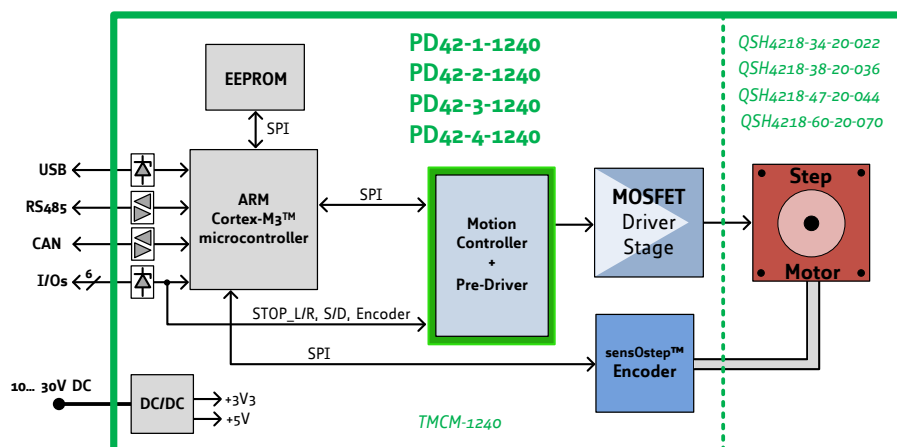 PD42-1-1240
PD42-2-1240
PD42-3-1240
PD42-4-1240
QSH4218-34-20-022
QSH4218-38-20-036
QSH4218-47-20-044
QSH4218-60-20-070
EEPROM
SPI
USB
RS485
CAN
I/Os
6
ARM
Cortex-M3™
microcontroller
SPI
Motion
Controller
+
Pre-Driver
MOSFET
Driver
Stage
Step
Motor
STOP_L/R, S/D, Encoder
SPI
sensOstep™
Encoder
10... 30V DC
DC/DC
+3V3
+5V
TMCM-1240